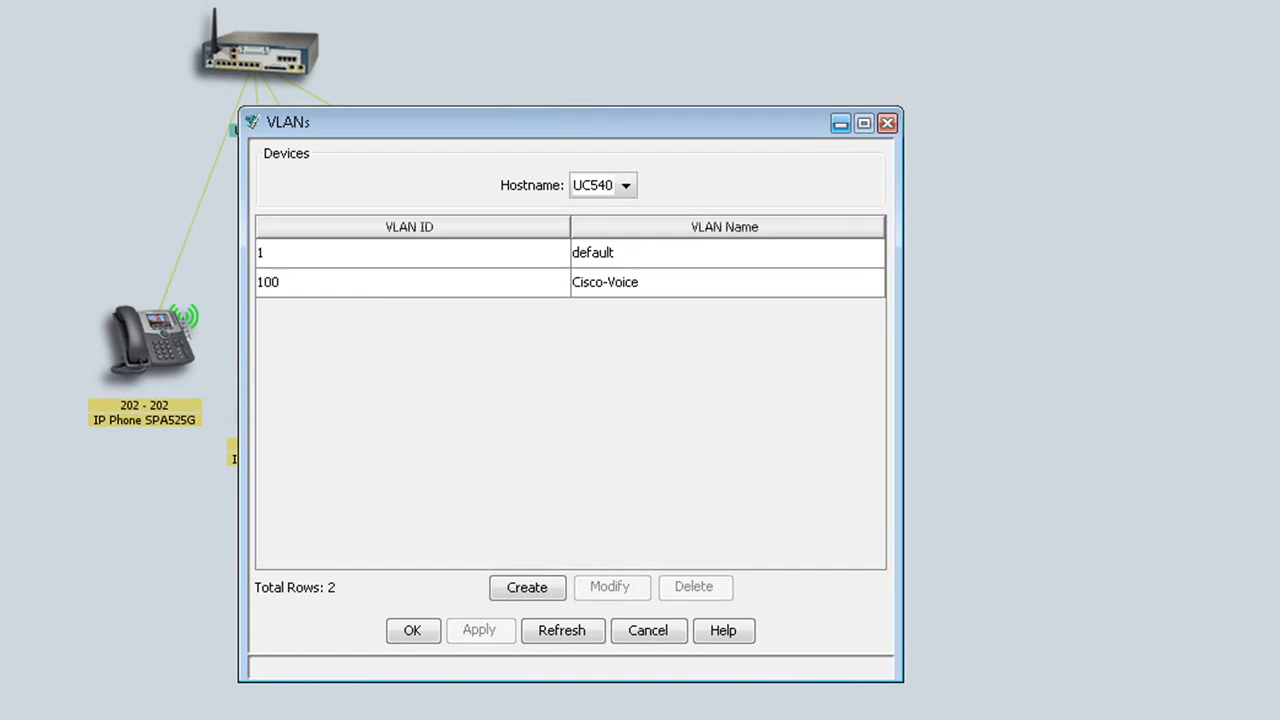 VLANs
Devices
Hostname: UC540
VLAN ID VLAN Name
1 default
100 Cisco-Voice
202 - 202
IP Phone SPA525G
I
Total Rows: 2 Create Modify Delete
OK Apply Refresh Cancel Help